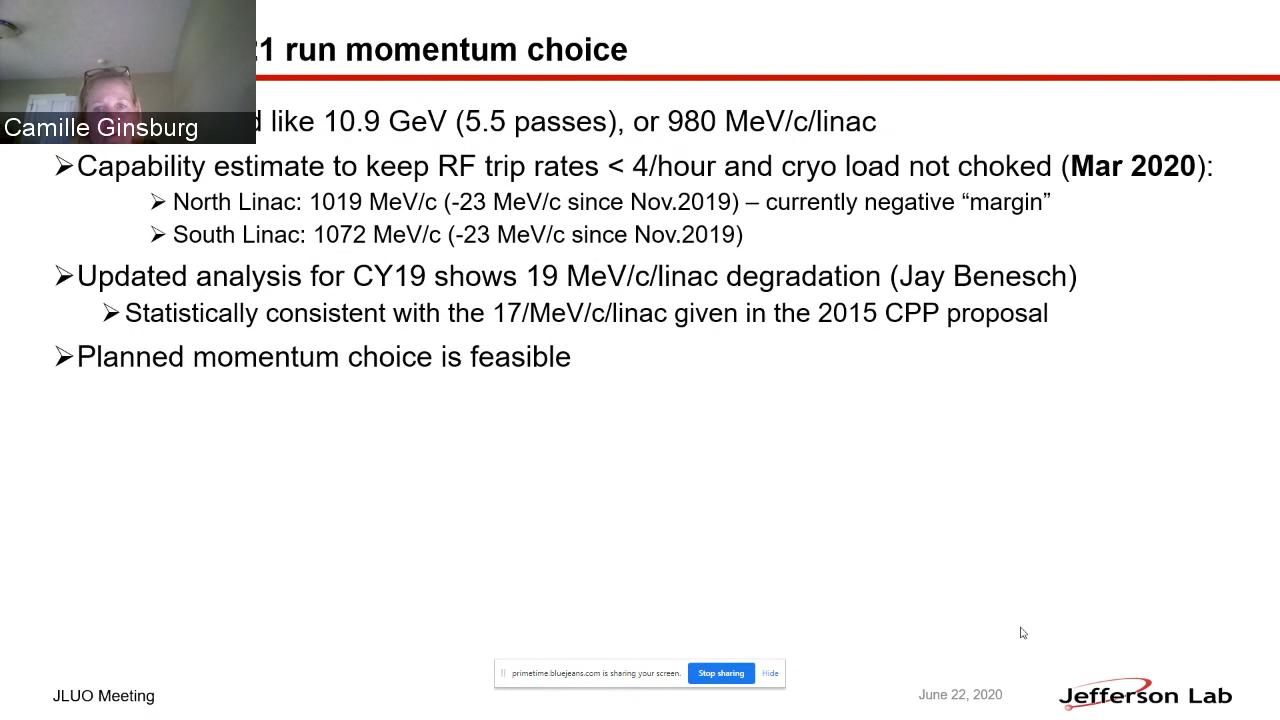 1 run momentum choice
Camille Ginsburg
d like 10.9 GeV (5.5 passes), or 980 MeV/c/linac
➢Capability estimate to keep RF trip rates < 4/hour and cryo load not choked (Mar 2020):
➢ North Linac: 1019 MeV/c (-23 MeV/c since Nov.2019) – currently negative “margin”
➢ South Linac: 1072 MeV/c (-23 MeV/c since Nov.2019)
➢Updated analysis for CY19 shows 19 MeV/c/linac degradation (Jay Benesch)
➢Statistically consistent with the 17/MeV/c/linac given in the 2015 CPP proposal
➢Planned momentum choice is feasible
primetime.bluejeans.com is sharing your screen. Stop sharing Hide
JLUO Meeting
June 22, 2020
Jefferson Lab